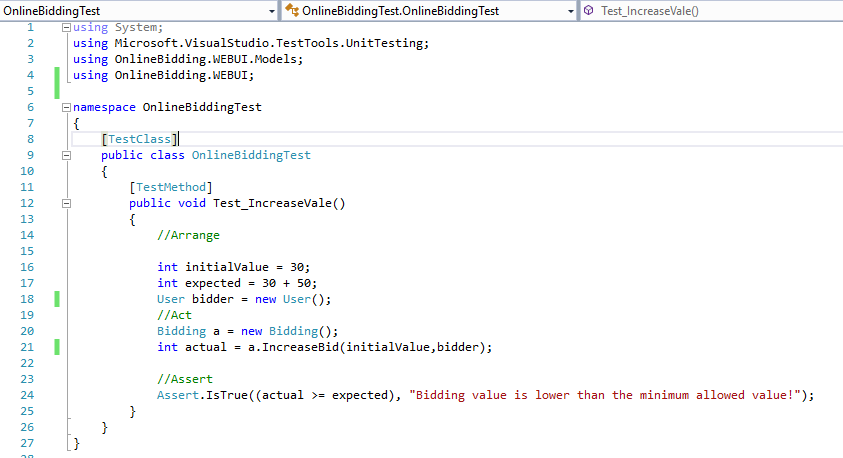 OnlineBiddingTest OnlineBiddingTest.OnlineBiddingTest Test_IncreaseVale()
1 using System;
2 using Microsoft.VisualStudio.TestTools.UnitTesting;
3 using OnlineBidding.WEBUI.Models;
4 using OnlineBidding.WEBUI;
5
6 namespace OnlineBiddingTest
7 {
8 [TestClass]
9 public class OnlineBiddingTest
10 {
11 [TestMethod]
12 public void Test_IncreaseVale()
13 {
14 //Arrange
15
16 int initialValue = 30;
17 int expected = 30 + 50;
18 User bidder = new User();
19 //Act
20 Bidding a = new Bidding();
21 int actual = a.IncreaseBid(initialValue,bidder);
22
23 //Assert
24 Assert.IsTrue((actual >= expected), "Bidding value is lower than the minimum allowed value!");
25 }
26 }
27 }
28